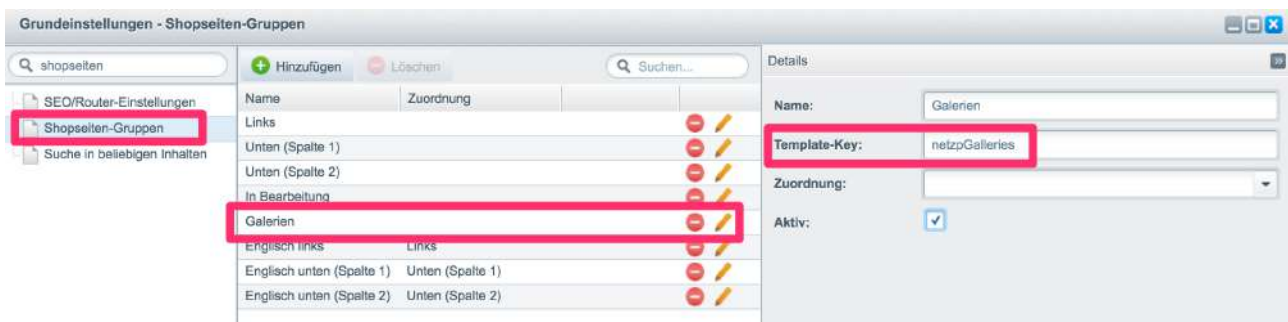 Grundeinstellungen - Shopseiten-Gruppen
shopseiten
SEO/Router-Einstellungen
Shopseiten-Gruppen
Suche in beliebigen Inhalten
Hinzufügen Löschen Suchen...
Name Zuordnung
Links
Unten (Spalte 1)
Unten (Spalte 2)
In Bearbeitung
Galerien
Englisch links Links
Englisch unten (Spalte 1) Unten (Spalte 1)
Englisch unten (Spalte 2) Unten (Spalte 2)
Details
Name: Galerien
Template-Key: netzpGalleries
Zuordnung:
Aktiv: